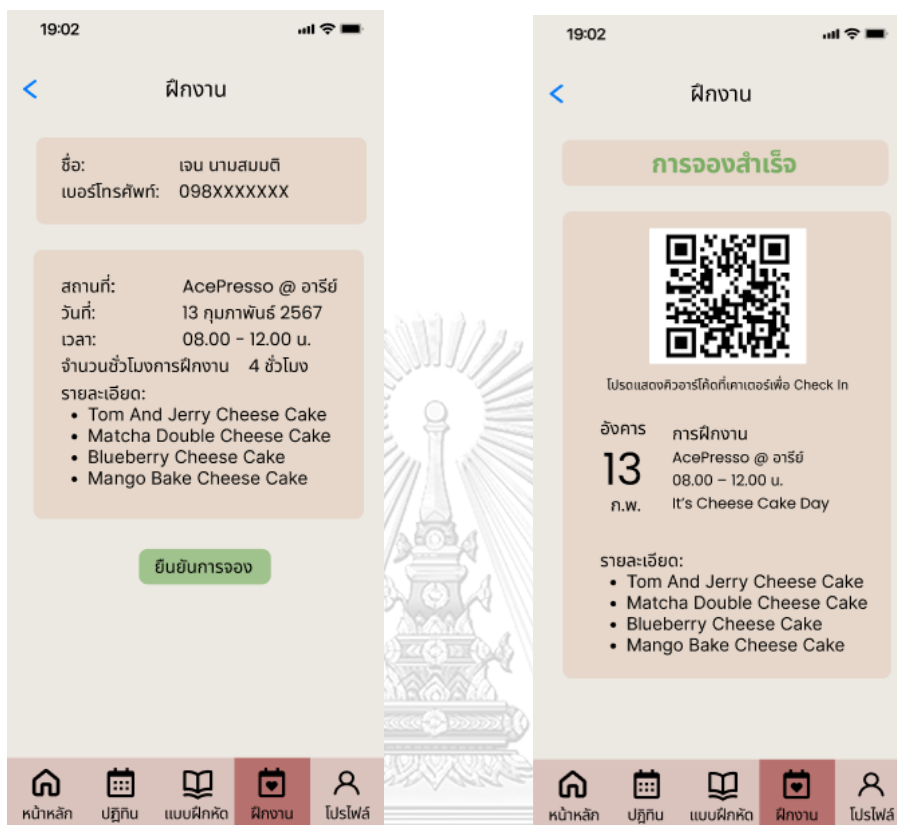 19:02
ฝึกงาน
ชื่อ: เจน นามสมมติ
เบอร์โทรศัพท์: 098XXXXXXX
สถานที่: AcePresso @ อารีย์
วันที่: 13 กุมภาพันธ์ 2567
เวลา: 08.00 - 12.00 น.
จำนวนชั่วโมงการฝึกงาน 4 ชั่วโมง
รายละเอียด:
• Tom And Jerry Cheese Cake
• Matcha Double Cheese Cake
• Blueberry Cheese Cake
• Mango Bake Cheese Cake
ยืนยันการจอง
หน้าหลัก ปฏิทิน แบบฝึกหัด ฝึกงาน โปรไฟล์
19:02
ฝึกงาน
การจองสำเร็จ
โปรดแสดงคิวอาร์โค้ดที่เคาเตอร์เพื่อ Check In
อังคาร
13
ก.พ.
การฝึกงาน
AcePresso @ อารีย์
08.00 – 12.00 น.
It's Cheese Cake Day
รายละเอียด:
• Tom And Jerry Cheese Cake
• Matcha Double Cheese Cake
• Blueberry Cheese Cake
• Mango Bake Cheese Cake
หน้าหลัก ปฏิทิน แบบฝึกหัด ฝึกงาน โปรไฟล์